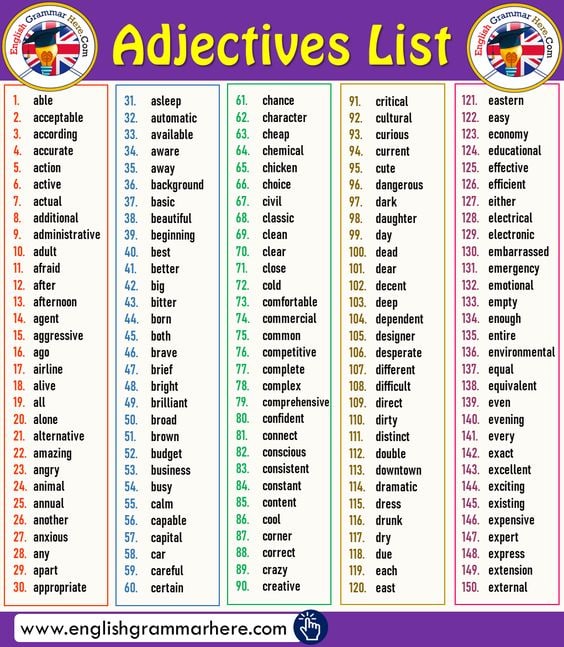 English Grammar Here.Com
Adjectives List
English Grammar Here.Com
1. able
2. acceptable
3. according
4. accurate
5. action
6. active
7. actual
8. additional
9. administrative
10. adult
11. afraid
12. after
13. afternoon
14. agent
15. aggressive
16. ago
17. airline
18. alive
19. all
20. alone
21. alternative
22. amazing
23. angry
24. animal
25. annual
26. another
27. anxious
28. any
29. apart
30. appropriate
31. asleep
32. automatic
33. available
34. aware
35. away
36. background
37. basic
38. beautiful
39. beginning
40. best
41. better
42. big
43. bitter
44. born
45. both
46. brave
47. brief
48. bright
49. brilliant
50. broad
51. brown
52. budget
53. business
54. busy
55. calm
56. capable
57. capital
58. car
59. careful
60. certain
61. chance
62. character
63. cheap
64. chemical
65. chicken
66. choice
67. civil
68. classic
69. clean
70. clear
71. close
72. cold
73. comfortable
74. commercial
75. common
76. competitive
77. complete
78. complex
79. comprehensive
80. confident
81. connect
82. conscious
83. consistent
84. constant
85. content
86. cool
87. corner
88. correct
89. crazy
90. creative
91. critical
92. cultural
93. curious
94. current
95. cute
96. dangerous
97. dark
98. daughter
99. day
100. dead
101. dear
102. decent
103. deep
104. dependent
105. designer
106. desperate
107. different
108. difficult
109. direct
110. dirty
111. distinct
112. double
113. downtown
114. dramatic
115. dress
116. drunk
117. dry
118. due
119. each
120. east
121. eastern
122. easy
123. economy
124. educational
125. effective
126. efficient
127. either
128. electrical
129. electronic
130. embarrassed
131. emergency
132. emotional
133. empty
134. enough
135. entire
136. environmental
137. equal
138. equivalent
139. even
140. evening
141. every
142. exact
143. excellent
144. exciting
145. existing
146. expensive
147. expert
148. express
149. extension
150. external
www.englishgrammarhere.com